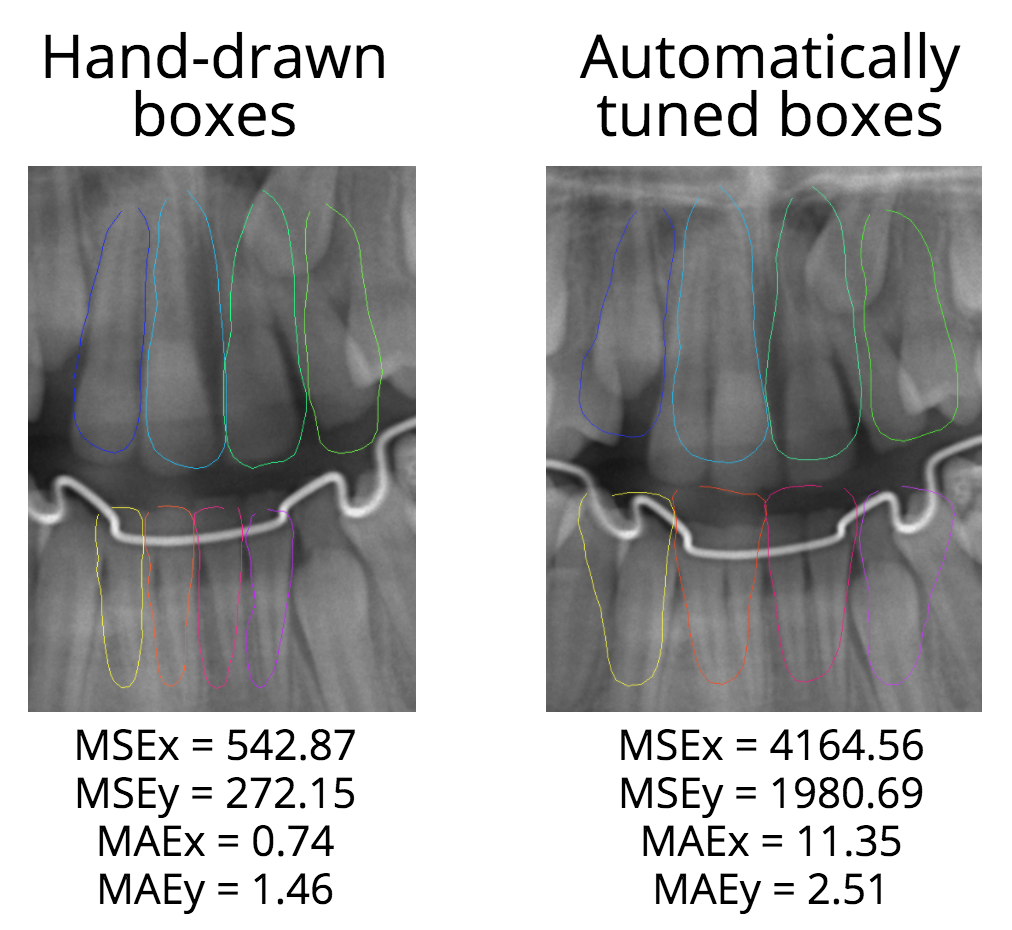 Hand-drawn
boxes
Automatically
tuned boxes
MSEx = 542.87
MSEy = 272.15
MAEx = 0.74
MAEy = 1.46
MSEx = 4164.56
MSEy = 1980.69
MAEx = 11.35
MAEy = 2.51